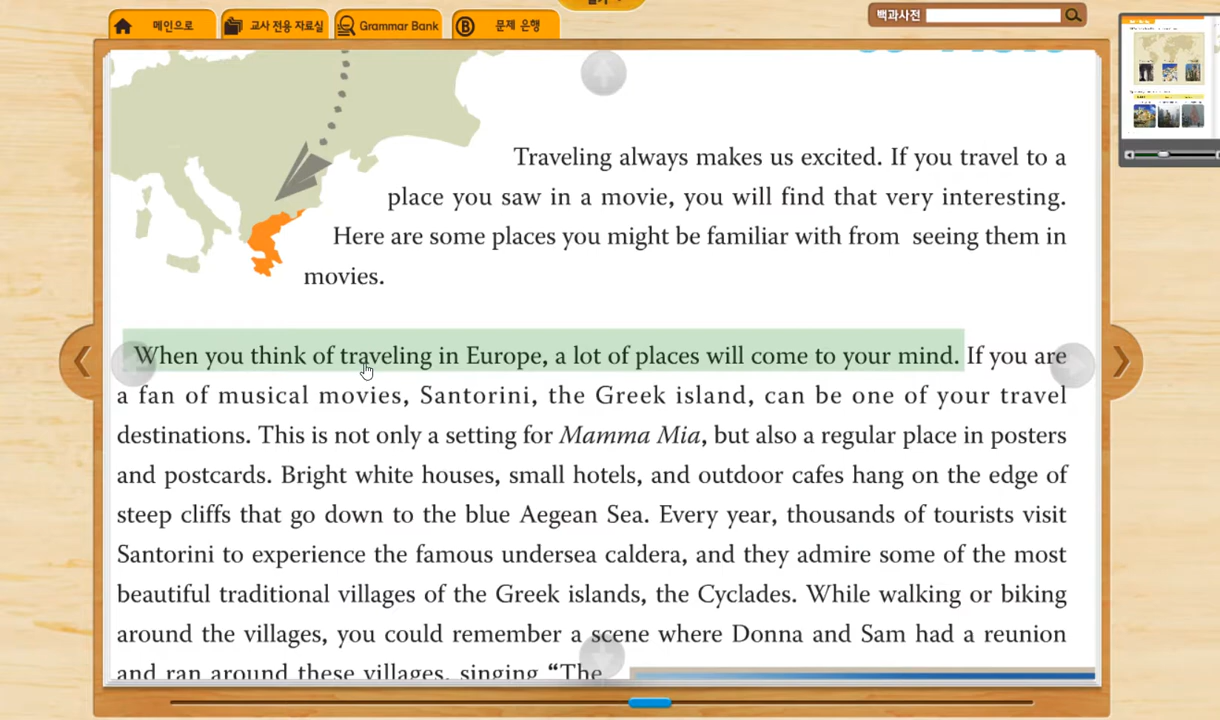 메인으로
교사 전용 자료실
Grammar Bank
B
문제 은행
백과사전
Traveling always makes us excited. If you travel to a
place you saw in a movie, you will find that very interesting.
Here are some places you might be familiar with from seeing them in
movies.
When you think of traveling in Europe, a lot of places will come to your mind. If you are
a fan of musical movies, Santorini, the Greek island, can be one of your travel
destinations. This is not only a setting for Mamma Mia, but also a regular place in posters
and postcards. Bright white houses, small hotels, and outdoor cafes hang on the edge of
steep cliffs that go down to the blue Aegean Sea. Every year, thousands of tourists visit
Santorini to experience the famous undersea caldera, and they admire some of the most
beautiful traditional villages of the Greek islands, the Cyclades. While walking or biking
around the villages, you could remember a scene where Donna and Sam had a reunion
and ran around these villages, singing “The